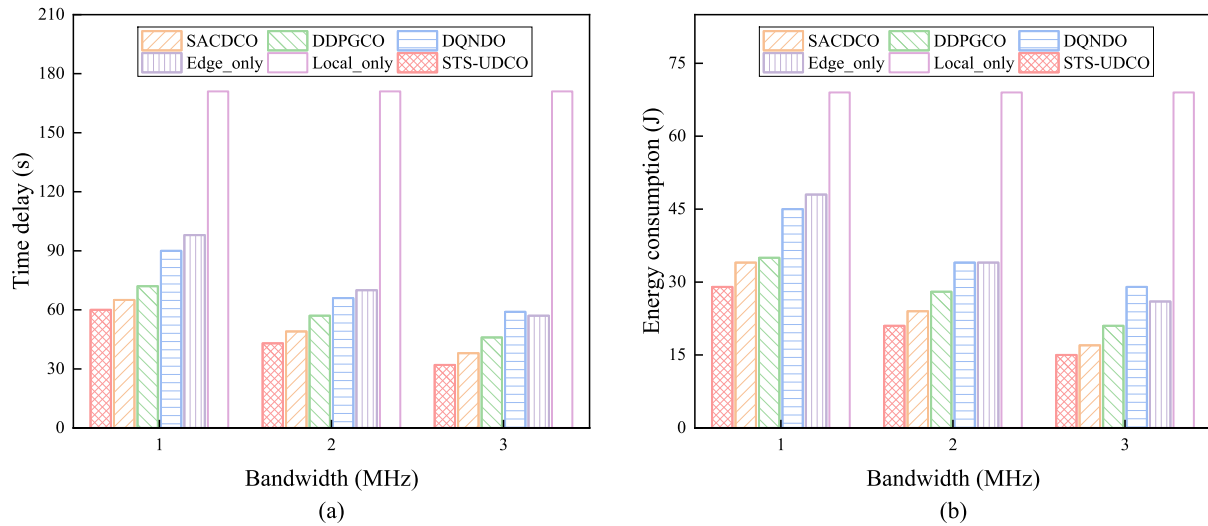 210
180
150
120
90
60
30
0
Time delay (s)
SACDCO DDPGCO DQNDO
Edge_only Local_only STS-UDCO
1 2 3
Bandwidth (MHz)
(a)
75
60
45
30
15
0
Energy consumption (J)
SACDCO DDPGCO DQNDO
Edge_only Local_only STS-UDCO
1 2 3
Bandwidth (MHz)
(b)